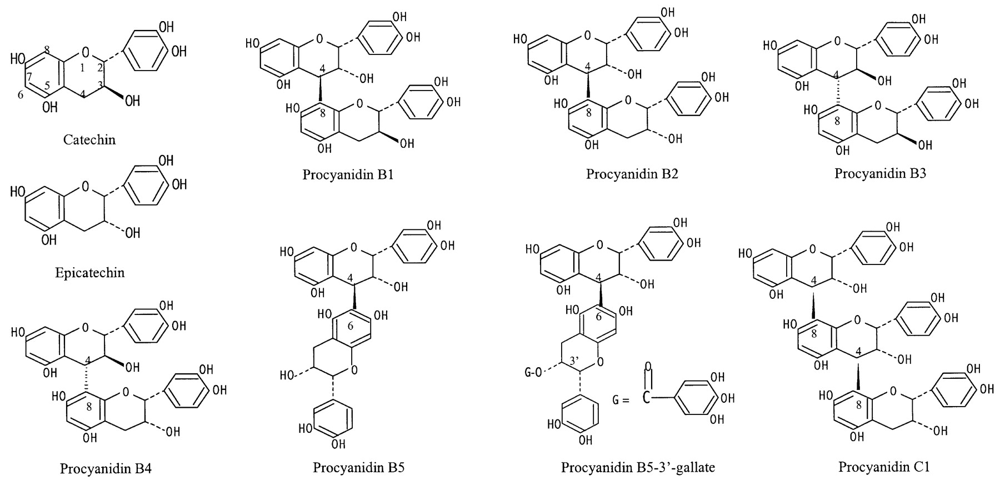 OH
OH
HO
8
O
1
2
7
6
5
4
3
OH
OH
Catechin
OH
HO
O
OH
4
OH
OH
OH
HO
O
OH
8
OH
OH
Procyanidin B1
OH
HO
O
OH
4
OH
OH
OH
HO
O
OH
8
OH
OH
Procyanidin B2
OH
HO
O
OH
4
OH
OH
OH
HO
O
OH
8
OH
OH
Procyanidin B3
OH
HO
O
OH
OH
OH
Epicatechin
OH
HO
O
OH
4
OH
OH
OH
HO
O
OH
8
OH
OH
Procyanidin B4
OH
HO
O
OH
4
OH
OH
HO
OH
6
HO
O
HO
OH
Procyanidin B5
OH
HO
O
OH
4
OH
OH
HO
OH
6
3’
G-O
O
HO
OH
G =
O
C
OH
OH
OH
Procyanidin B5-3’-gallate
OH
HO
O
OH
4
OH
OH
OH
HO
O
OH
8
4
OH
OH
OH
HO
O
OH
8
OH
OH
Procyanidin C1